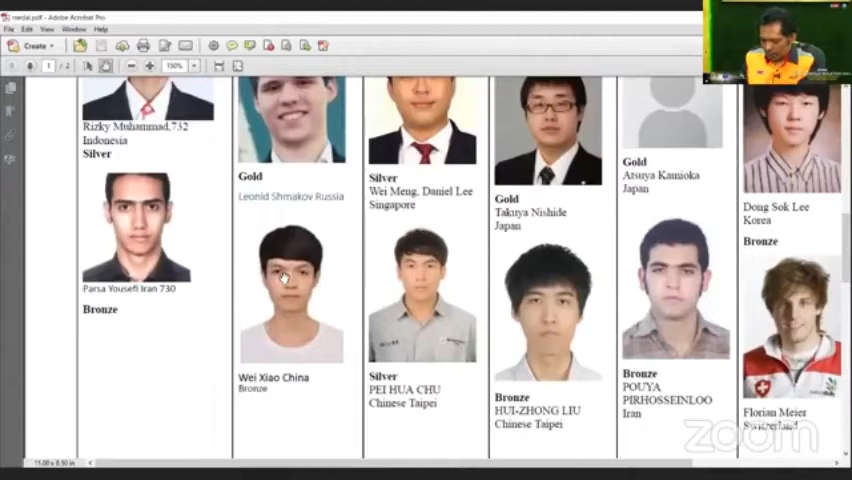 medal.pdf - Adobe Acrobat Pro
File Edit View Window Help
Create
1 / 2
150%
Rizky Muhammad,732
Indonesia
Silver
Parsa Yousefi Iran 730
Bronze
Gold
Leonid Shmakov Russia
Wei Xiao China
Bronze
Silver
Wei Meng, Daniel Lee
Singapore
Silver
PEI HUA CHU
Chinese Taipei
Gold
Takuya Nishide
Japan
Bronze
HUI-ZHONG LIU
Chinese Taipei
Gold
Atsuya Kamioka
Japan
Bronze
POUYA
PIRHOSSEINLOO
Iran
Dong Sok Lee
Korea
Bronze
Florian Meier
Switzerland
zoom
11.00 x 8.50 in